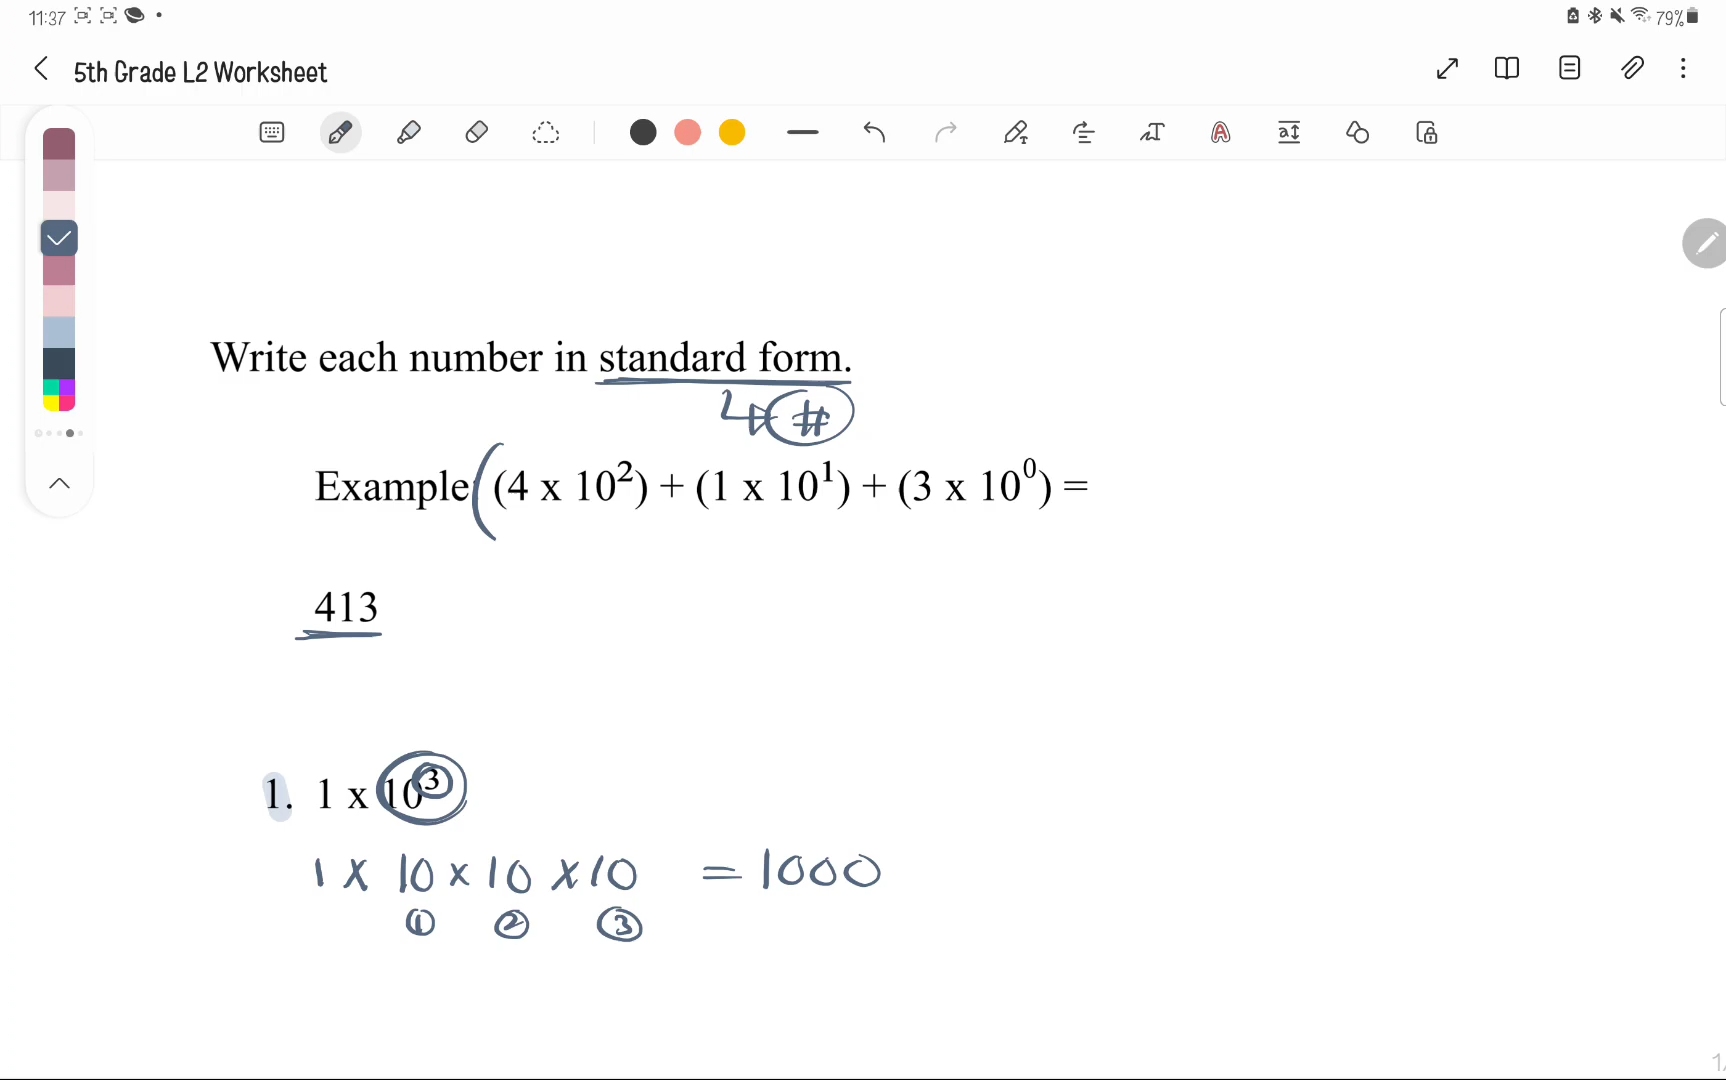 11:37 79%
5th Grade L2 Worksheet
Write each number in standard form.
#
Example (4 x 10²) + (1 x 10¹) + (3 x 10⁰) =
413
1. 1 x 10³
1 x 10 x 10 x 10 = 1000
① ② ③